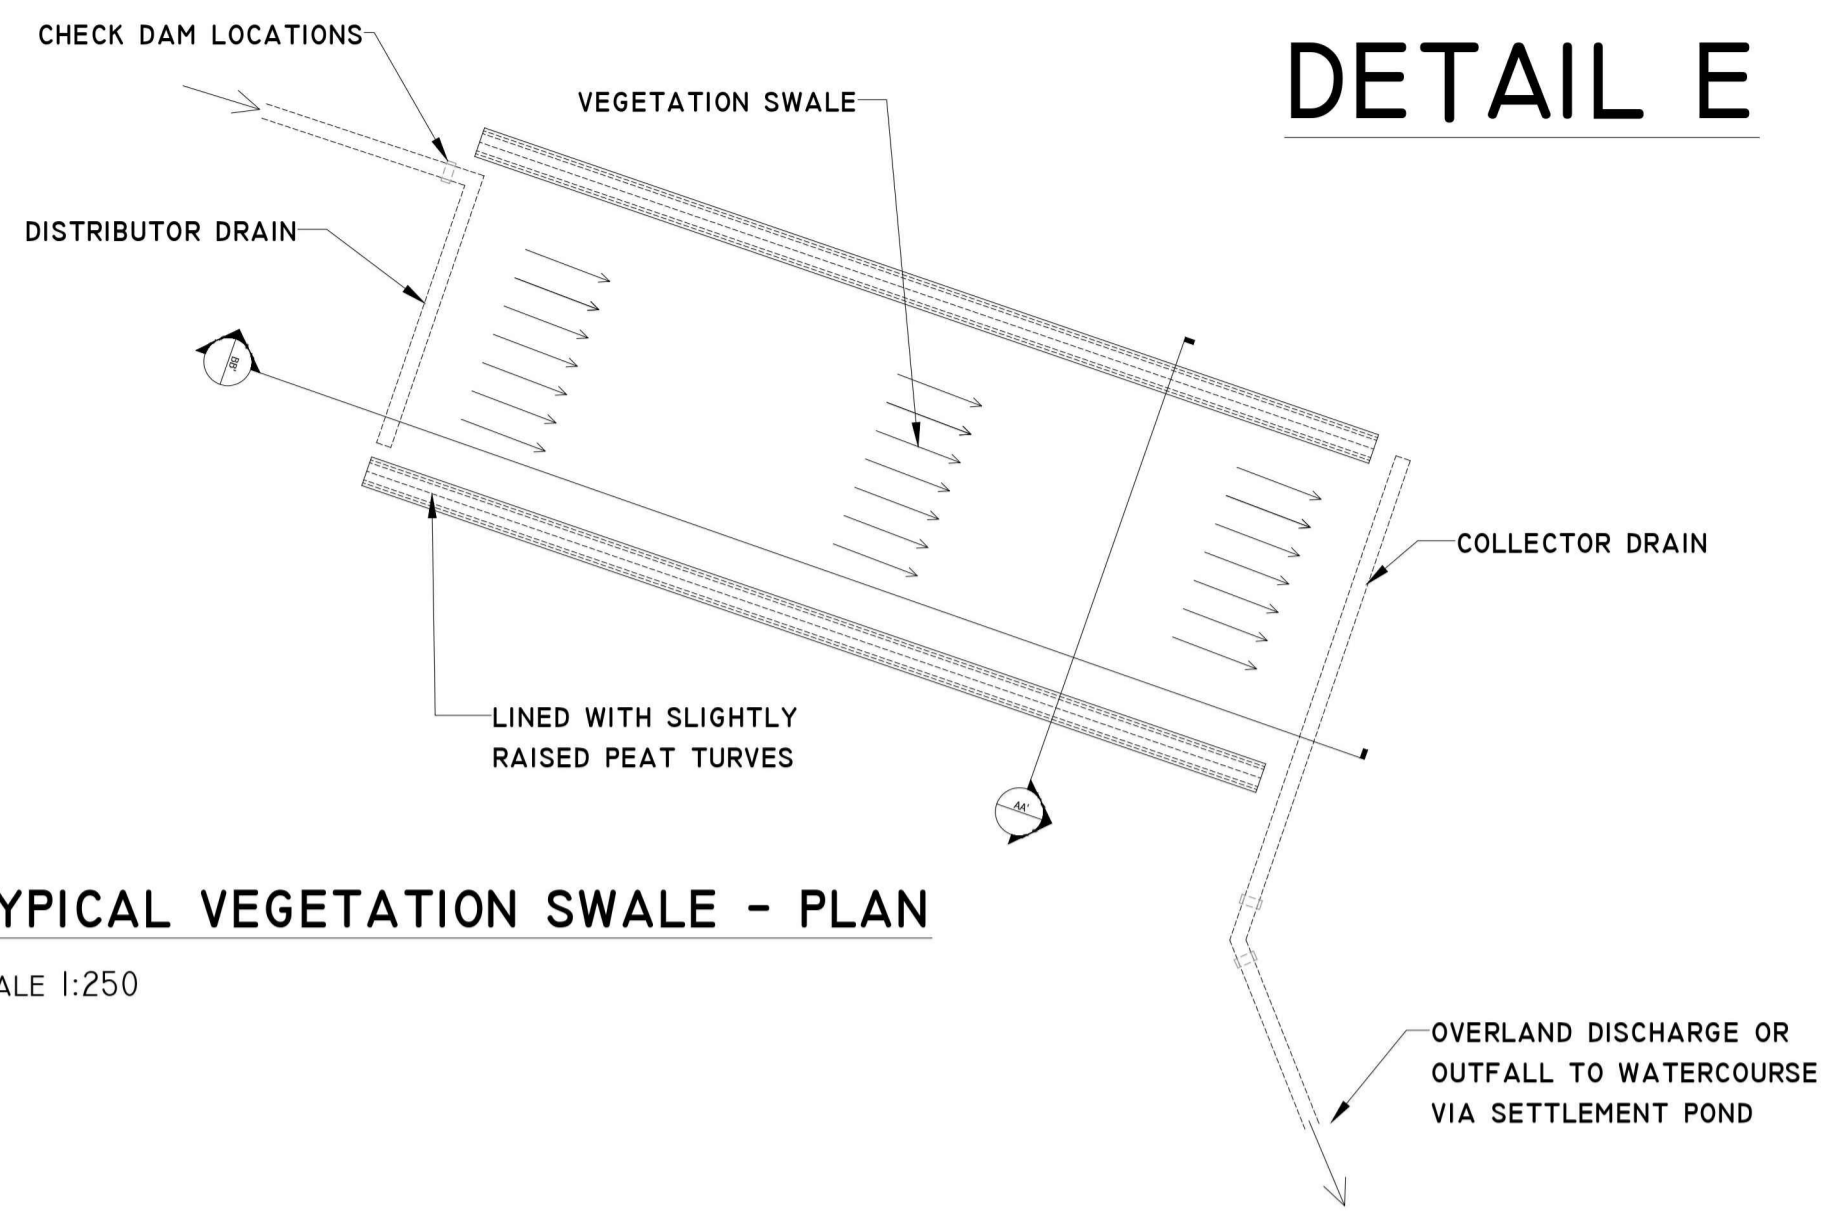 CHECK DAM LOCATIONS
DETAIL E
VEGETATION SWALE
DISTRIBUTOR DRAIN
BB'
COLLECTOR DRAIN
LINED WITH SLIGHTLY
RAISED PEAT TURVES
AA'
YPICAL VEGETATION SWALE - PLAN
ALE 1:250
OVERLAND DISCHARGE OR
OUTFALL TO WATERCOURSE
VIA SETTLEMENT POND